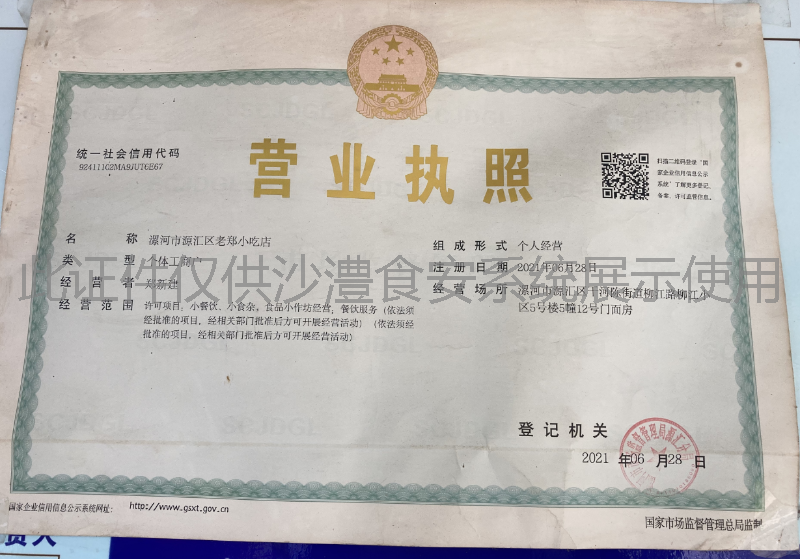 营业执照
统一社会信用代码
92411102MA9JUT6E67
扫描二维码登录“国
家企业信用信息公示
系统”了解更多登记、
备案、许可监管信息。
名称 漯河市源汇区老郑小吃店
类型 个体工商户
经营者 郑新建
经营范围 许可项目:小餐饮、小食杂,食品小作坊经营;餐饮服务(依法须
经批准的项目,经相关部门批准后方可开展经营活动)(依法须经
批准的项目,经相关部门批准后方可开展经营活动)
组成形式 个人经营
注册日期 2021年06月28日
经营场所 漯河市源汇区干河陈街道柳江路柳江小
区5号楼5幢12号门面房
此证件仅供沙澧食安系统展示使用
登记机关
2021 年06 月28 日
国家企业信用信息公示系统网址: http://www.gsxt.gov.cn
国家市场监督管理总局监制